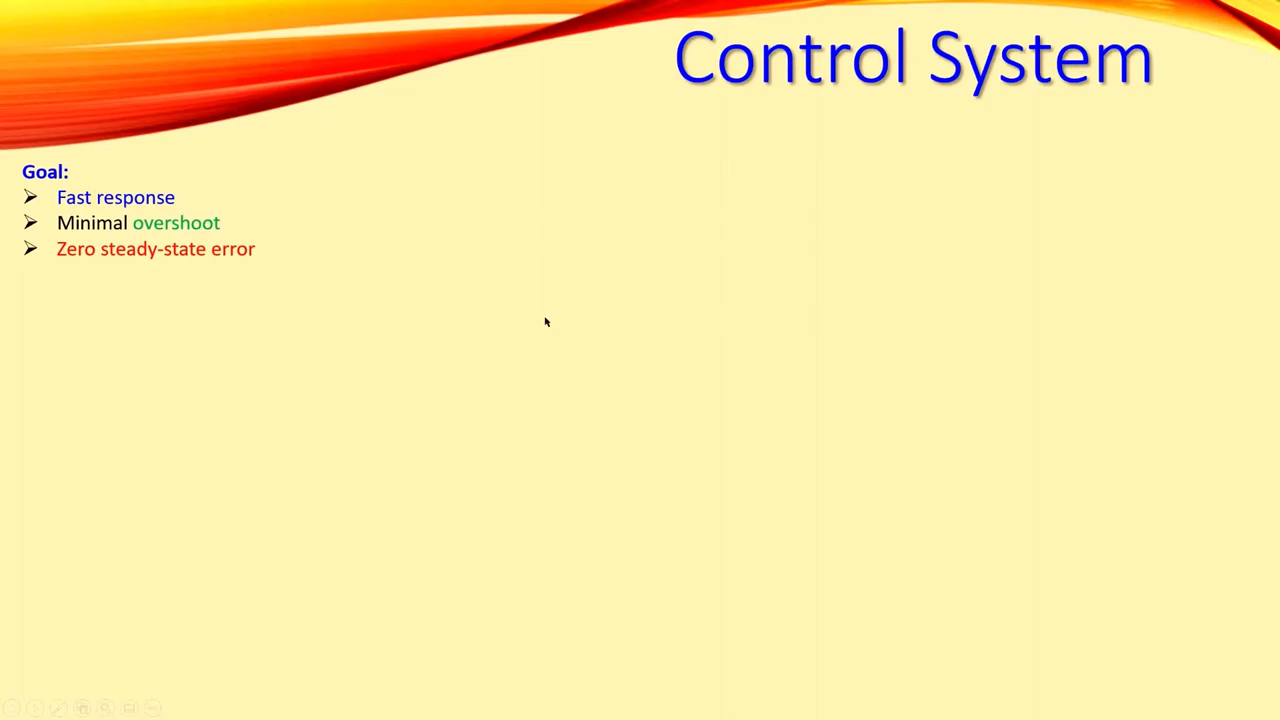 Control System
Goal:
Fast response
Minimal overshoot
Zero steady-state error